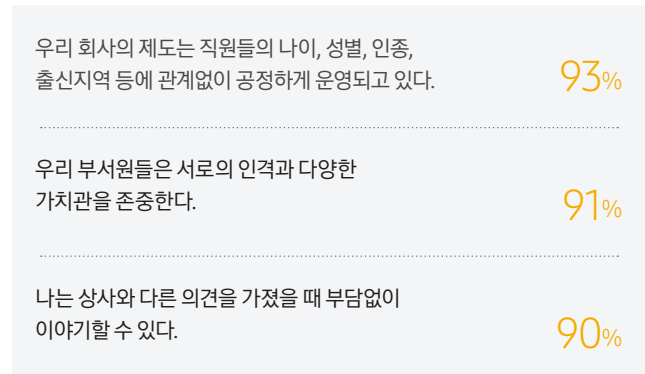 우리 회사의 제도는 직원들의 나이, 성별, 인종,
출신지역 등에 관계없이 공정하게 운영되고 있다.
93%
우리 부서원들은 서로의 인격과 다양한
가치관을 존중한다.
91%
나는 상사와 다른 의견을 가졌을 때 부담없이
이야기할 수 있다.
90%